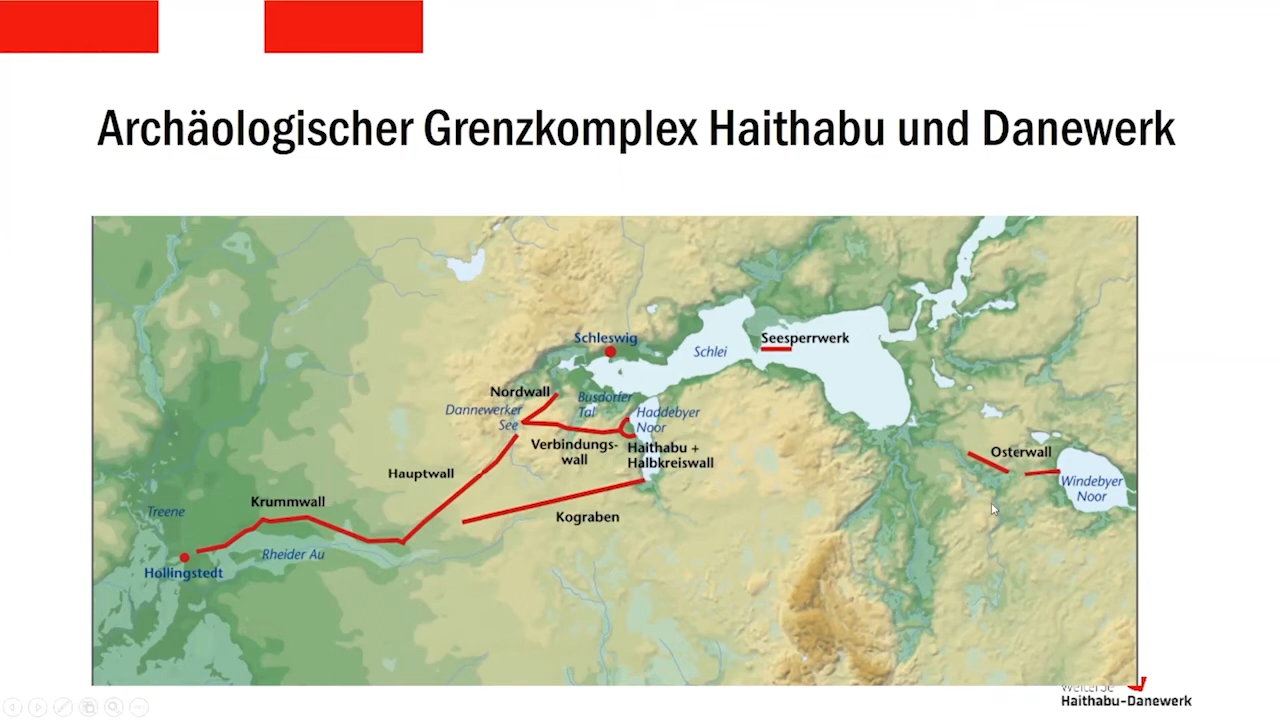 Archäologischer Grenzkomplex Haithabu und Danewerk
Schleswig
Seesperrwerk
Schlei
Nordwall
Busdorfer
Tal
Dannewerker
See
Haddebyer
Noor
Verbindungs-
wall
Haithabu +
Halbkreiswall
Osterwall
Hauptwall
Windebyer
Noor
Krummwall
Treene
Kograben
Rheider Au
Hollingstedt
Haithabu-Danewerk